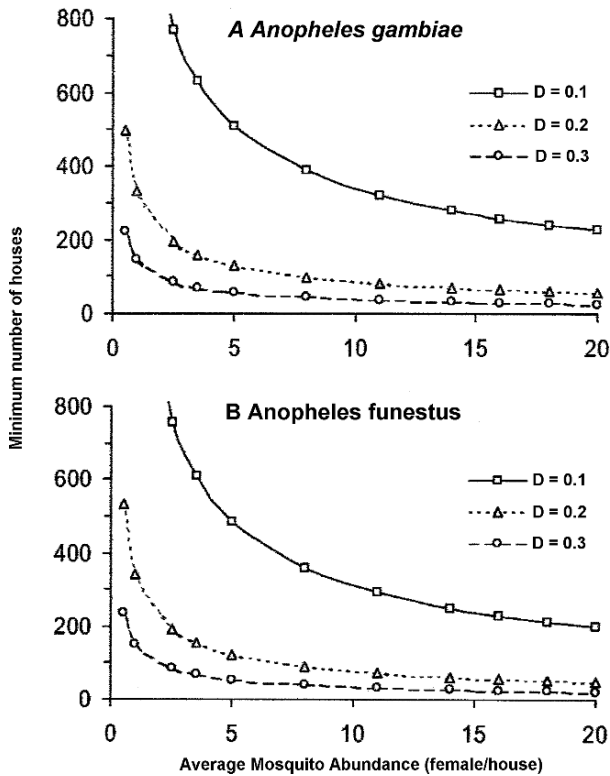 Minimum number of houses
A Anopheles gambiae
800
600
400
200
0
D = 0.1
D = 0.2
D = 0.3
0 5 10 15 20
B Anopheles funestus
800
600
400
200
0
D = 0.1
D = 0.2
D = 0.3
0 5 10 15 20
Average Mosquito Abundance (female/house)